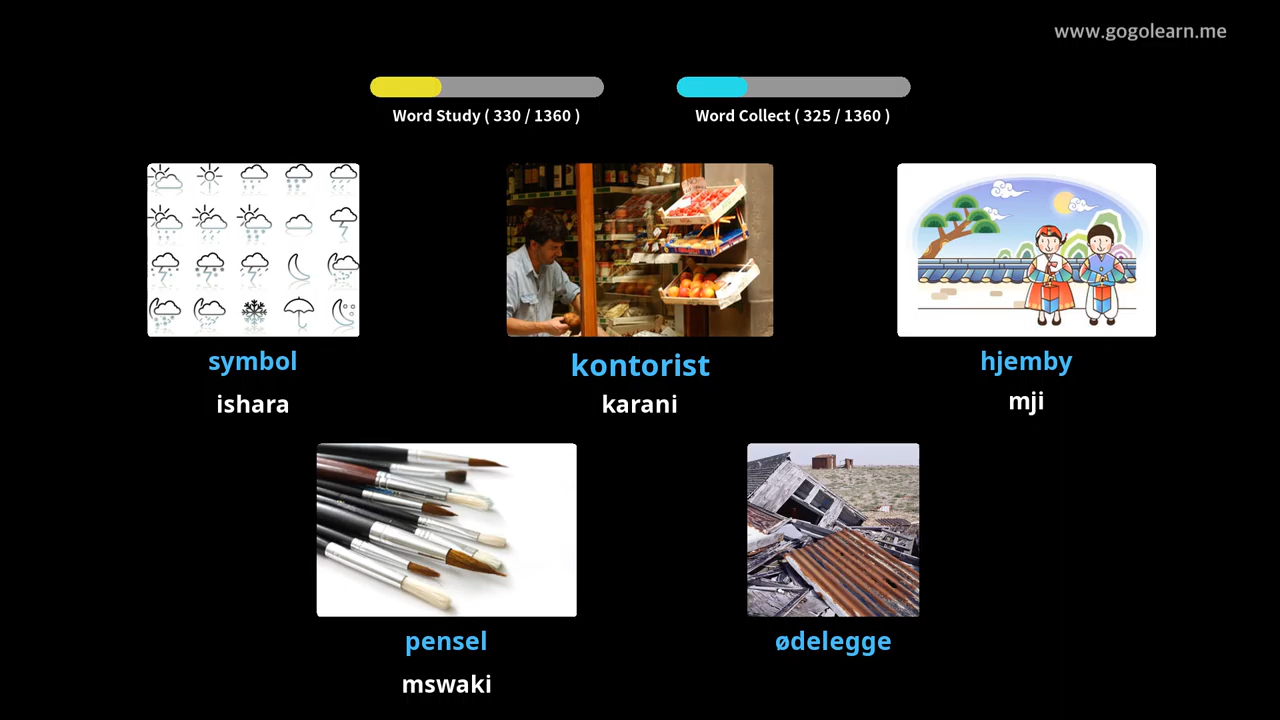 www.gogolearn.me
Word Study ( 330 / 1360 )
Word Collect ( 325 / 1360 )
symbol
kontorist
hjemby
ishara
karani
mji
pensel
ødelegge
mswaki